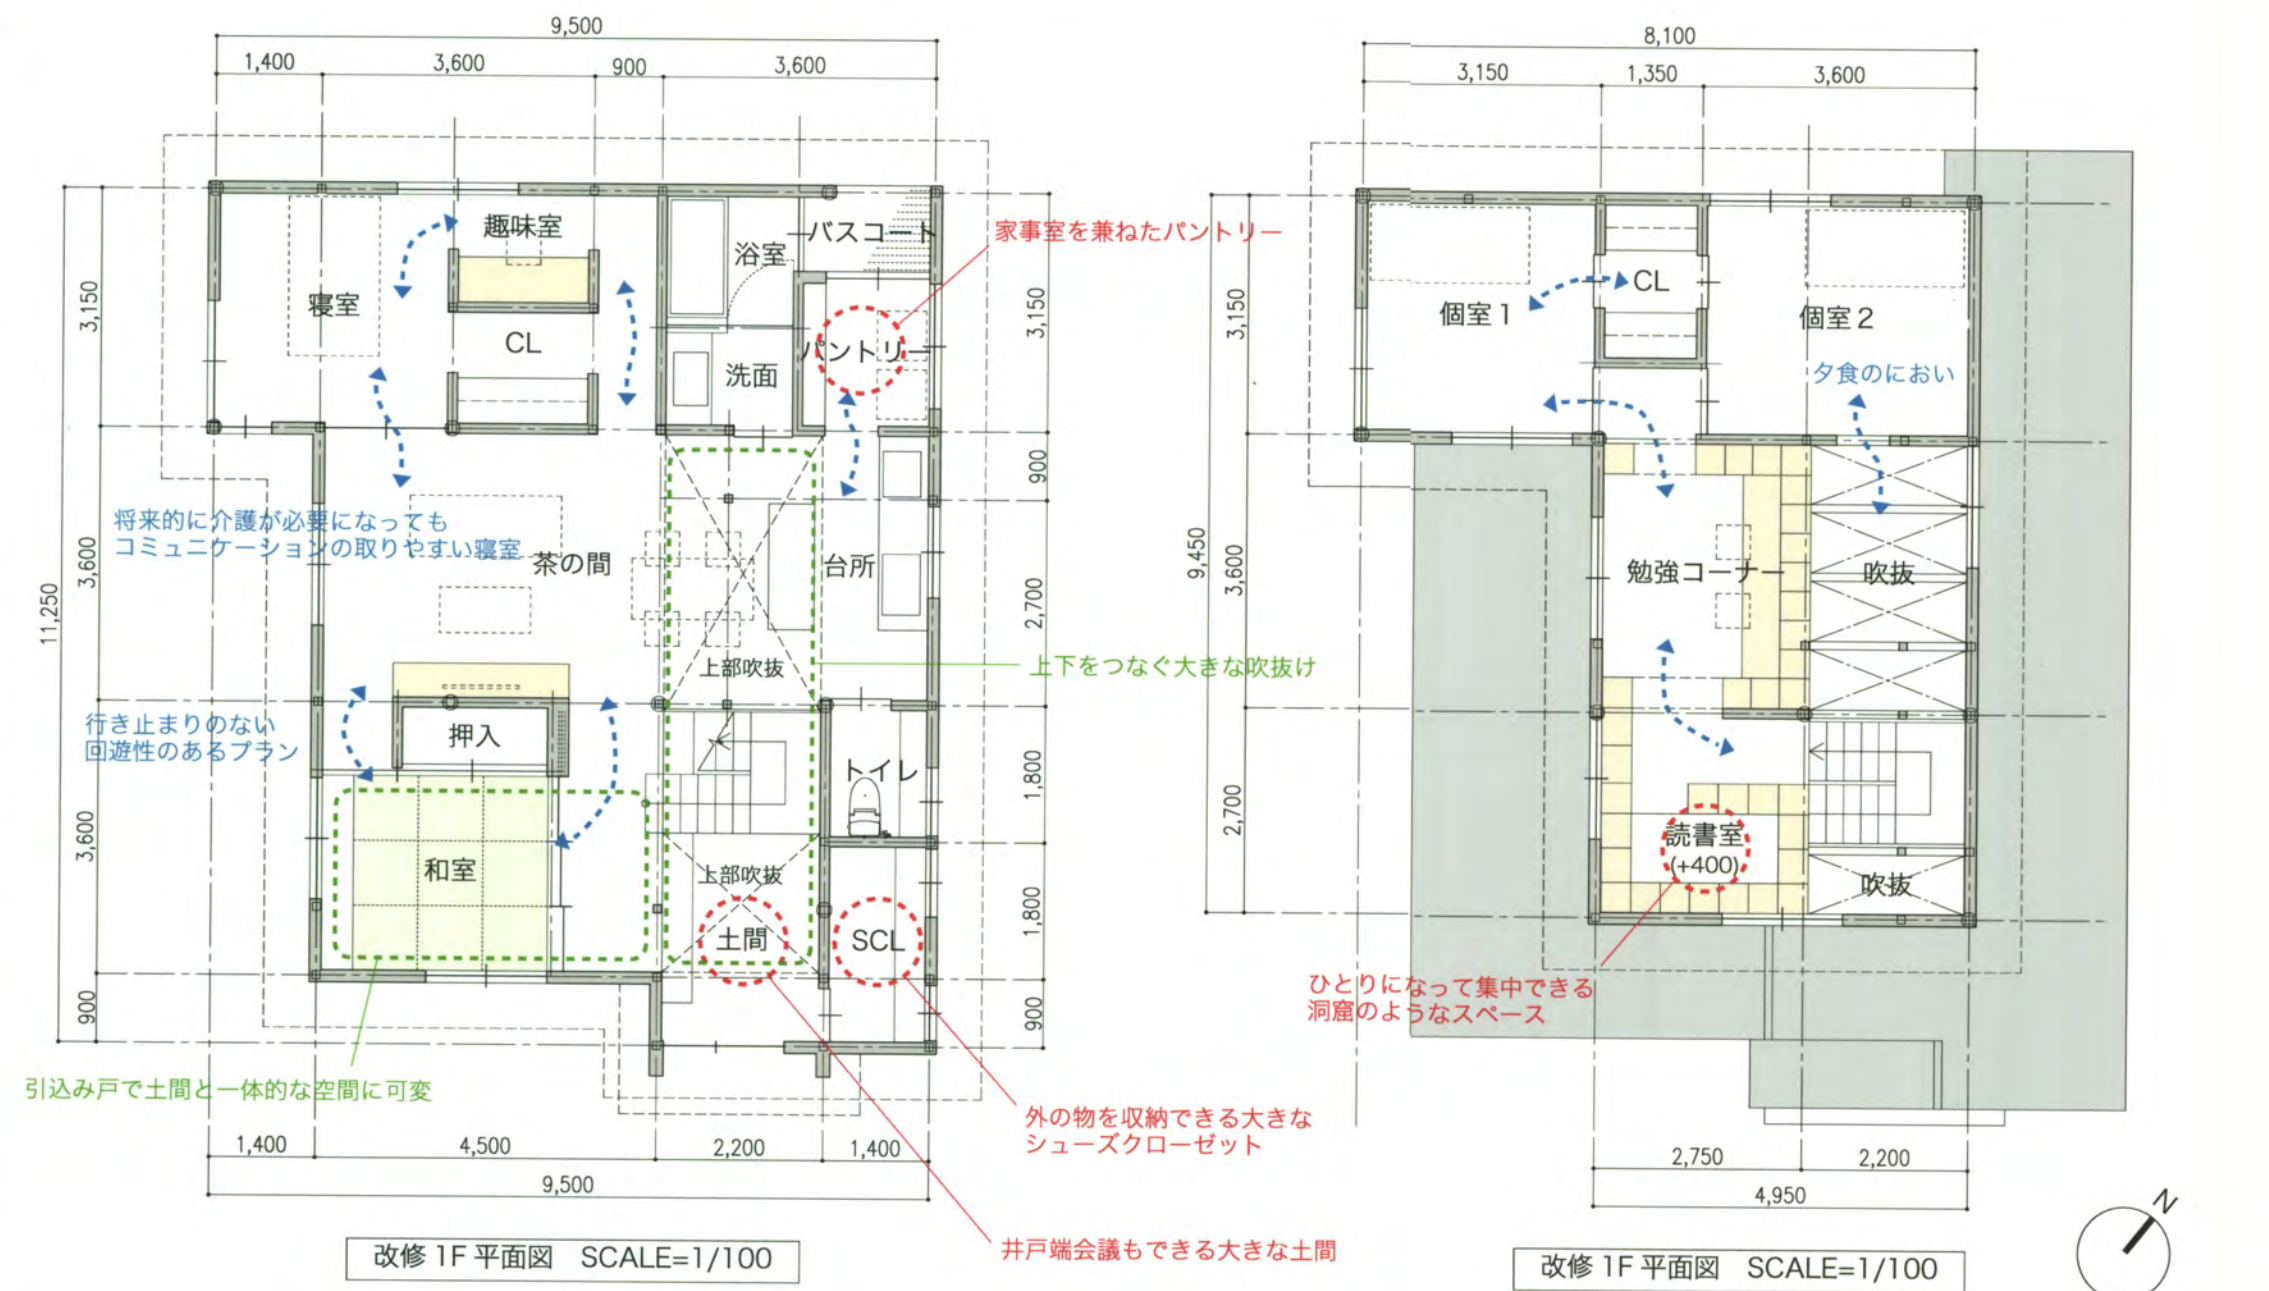 9,500
1,400
3,600
900
3,600
8,100
3,150
1,350
3,600
趣味室
浴室
バスコート
家事室を兼ねたパントリー
寝室
CL
洗面
パントリー
3,150
3,150
3,150
個室1
CL
個室2
夕食のにおい
将来的に介護が必要になっても
コミュニケーションの取りやすい寝室
茶の間
台所
上部吹抜
900
2,700
3,600
11,250
9,450
3,600
勉強コーナー
吹抜
上下をつなぐ大きな吹抜け
行き止まりのない
回遊性のあるプラン
押入
トイレ
1,800
2,700
和室
上部吹抜
土間
SCL
3,600
1,800
読書室
(+400)
吹抜
ひとりになって集中できる
洞窟のようなスペース
900
900
引込み戸で土間と一体的な空間に可変
外の物を収納できる大きな
シューズクローゼット
1,400
4,500
2,200
1,400
9,500
2,750
2,200
4,950
井戸端会議もできる大きな土間
改修 1F 平面図 SCALE=1/100
改修 1F 平面図 SCALE=1/100
N